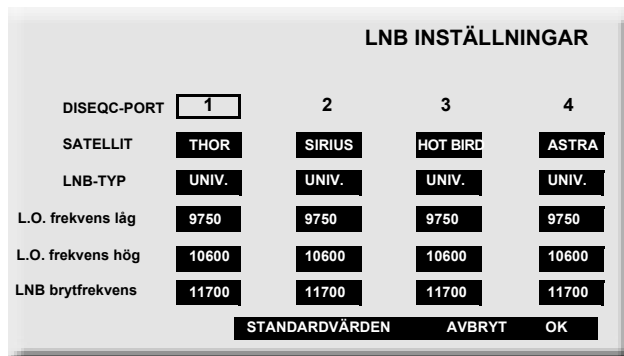 LNB INSTÄLLNINGAR
DISEQC-PORT 1 2 3 4
SATELLIT THOR SIRIUS HOT BIRD ASTRA
LNB-TYP UNIV. UNIV. UNIV. UNIV.
L.O. frekvens låg 9750 9750 9750 9750
L.O. frekvens hög 10600 10600 10600 10600
LNB brytfrekvens 11700 11700 11700 11700
STANDARDVÄRDEN AVBRYT OK